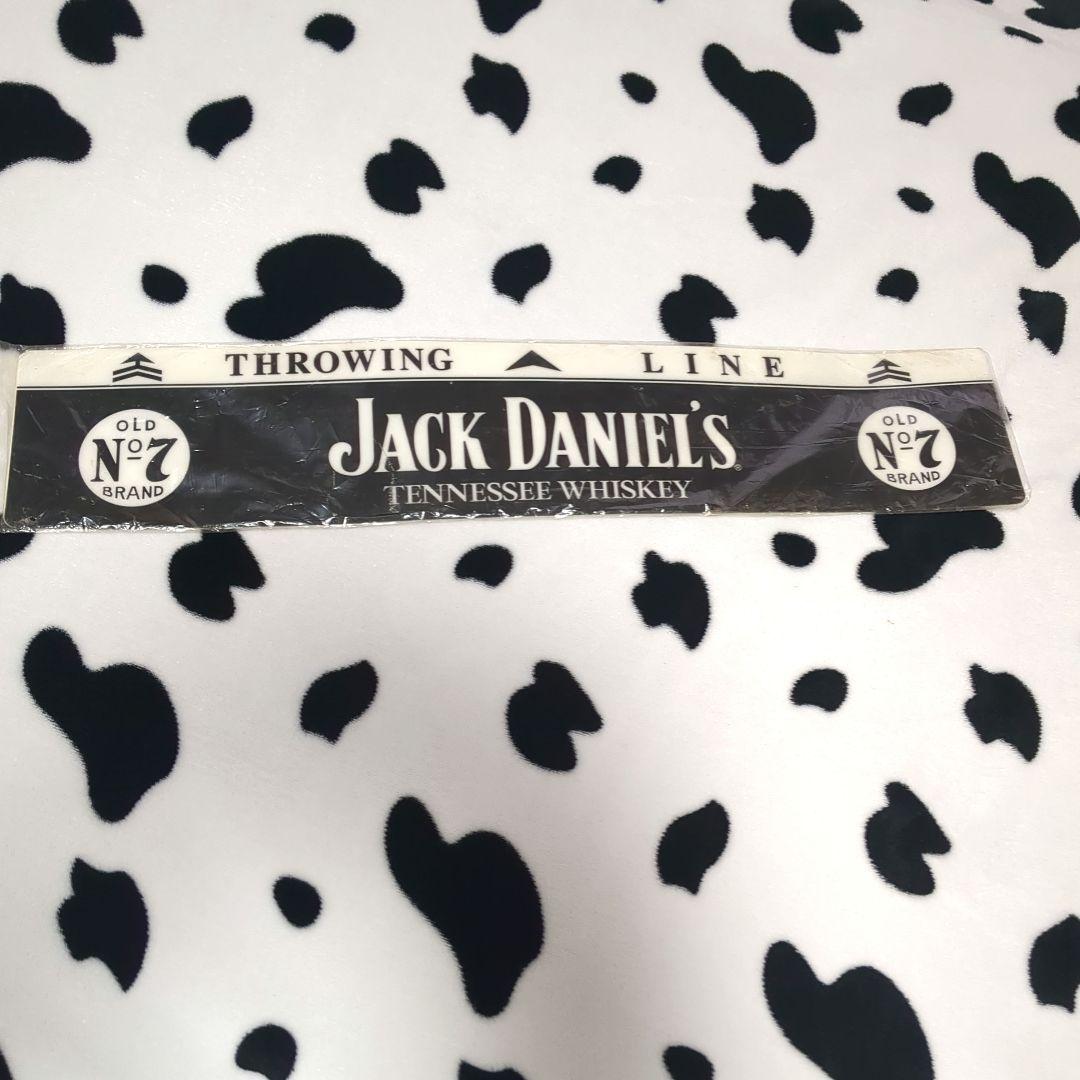 THROWING LINE
OLD
Nº7
BRAND
JACK DANIEL'S
TENNESSEE WHISKEY
OLD
Nº7
BRAND